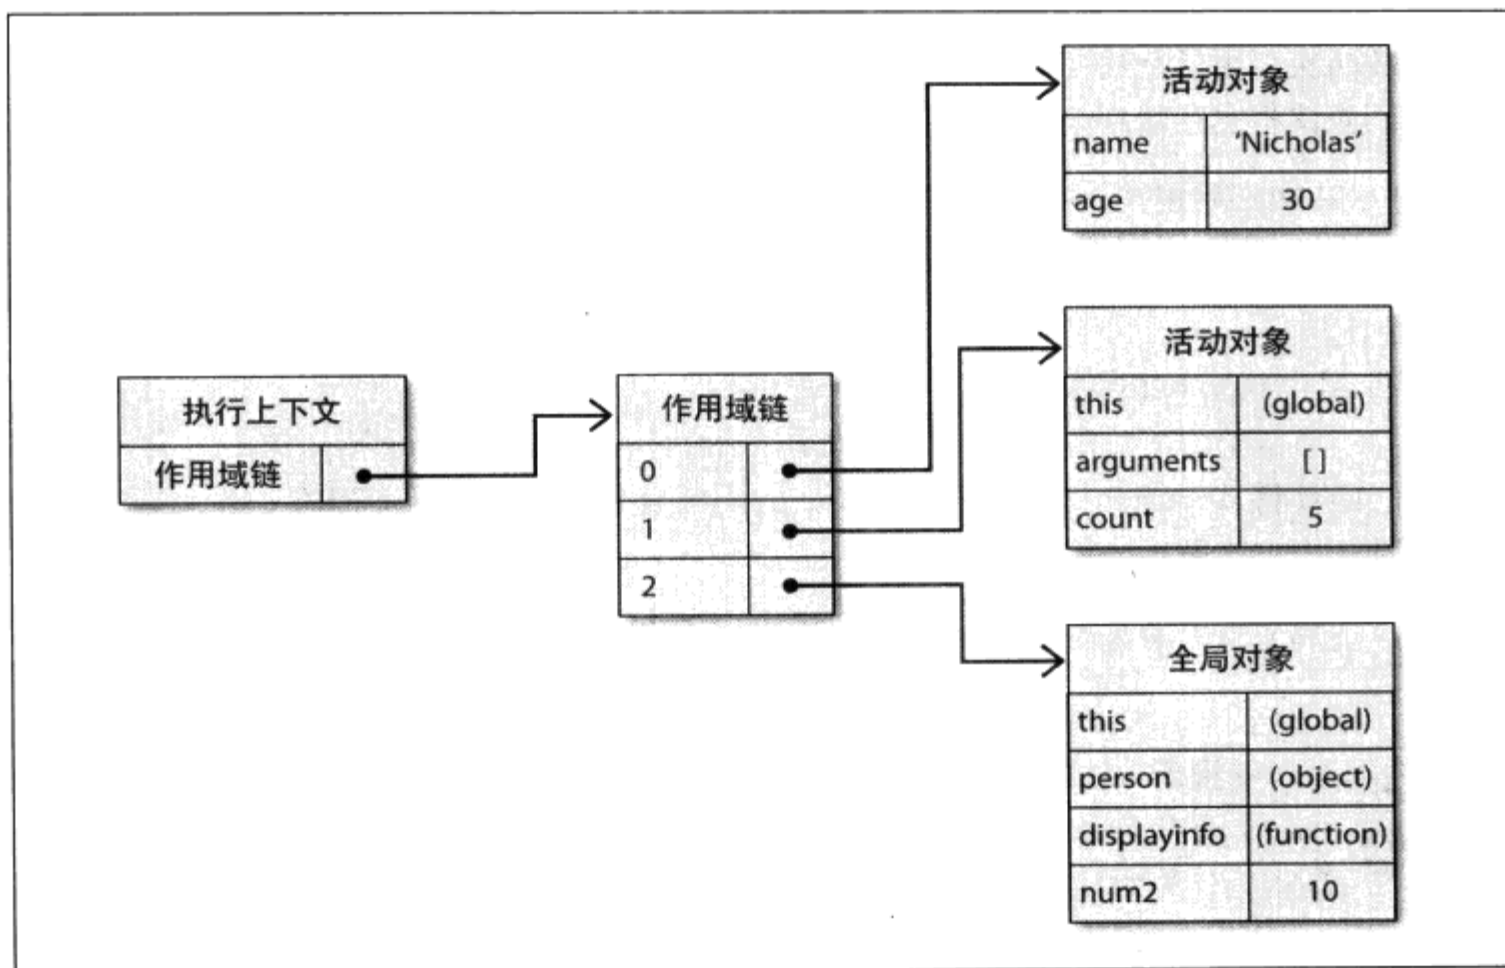 执行上下文
作用域链
作用域链
0
1
2
活动对象
name 'Nicholas'
age 30
活动对象
this (global)
arguments [ ]
count 5
全局对象
this (global)
person (object)
displayinfo (function)
num2 10